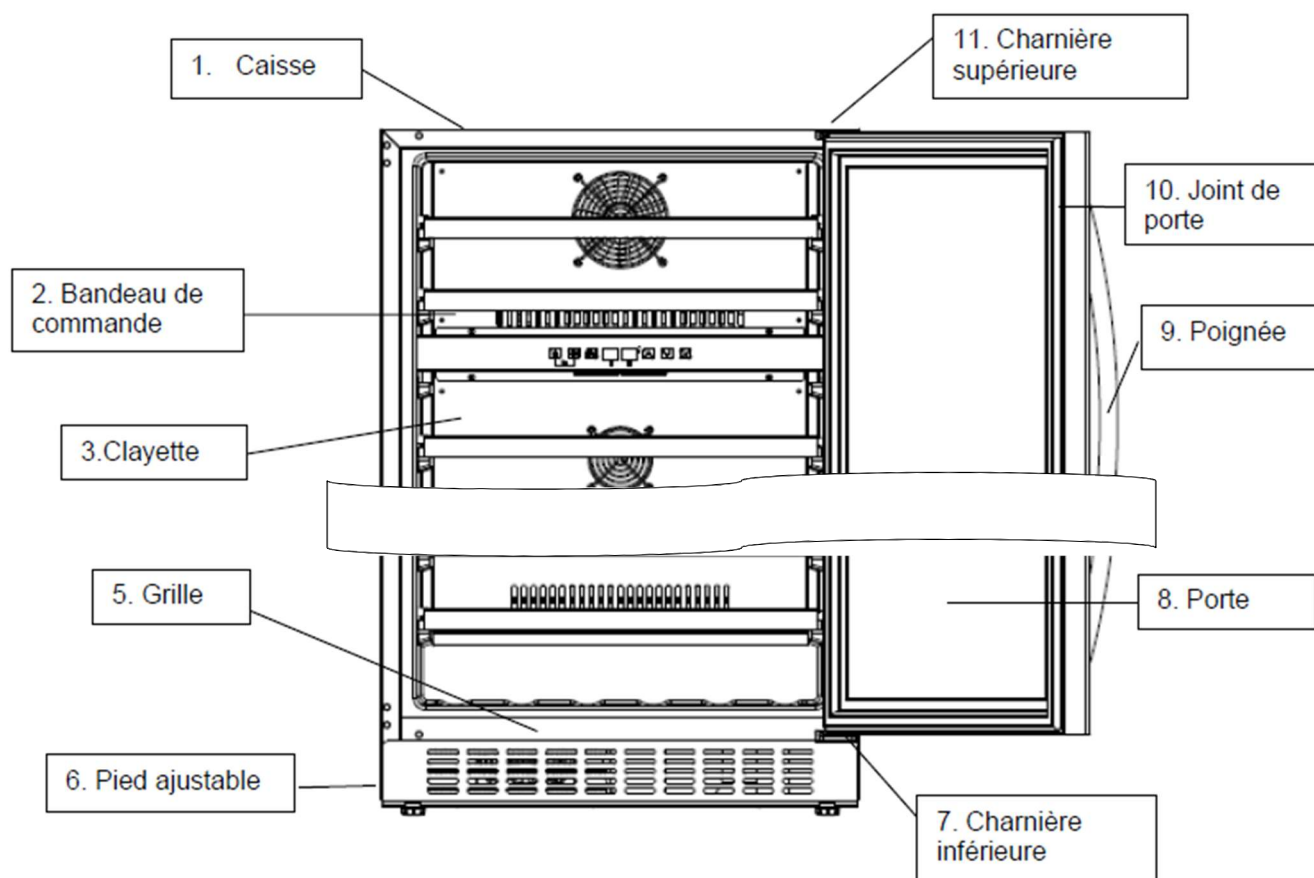 1. Caisse
11. Charnière
supérieure
10. Joint de
porte
2. Bandeau de
commande
9. Poignée
3.Clayette
5. Grille
8. Porte
6. Pied ajustable
7. Charnière
inférieure